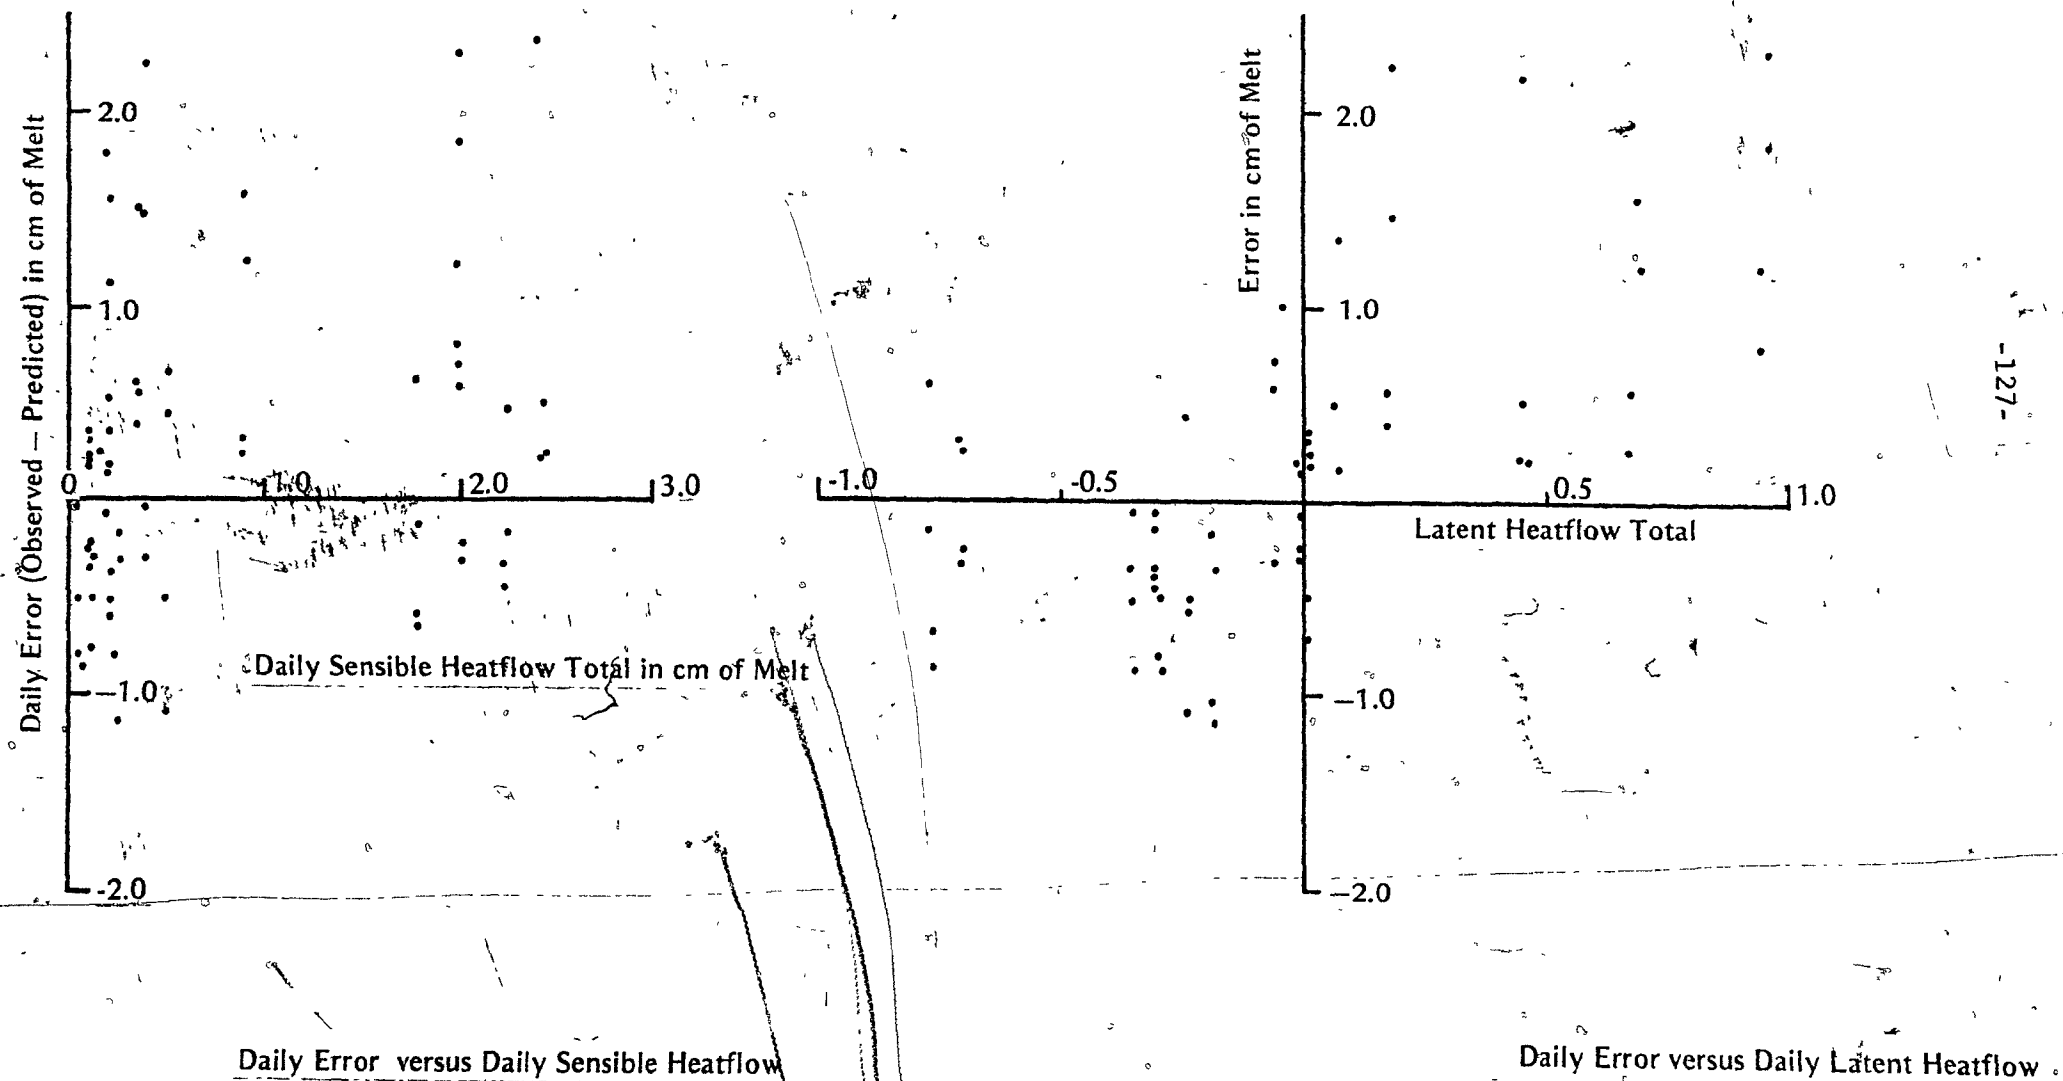 Daily Error (Observed — Predicted) in cm of Melt
2.0
1.0
0
1.0
2.0
3.0
Daily Sensible Heatflow Total in cm of Melt
—1.0
-2.0
Daily Error versus Daily Sensible Heatflow
Error in cm of Melt
2.0
1.0
-1.0
-0.5
0.5
1.0
Latent Heatflow Total
—1.0
—2.0
Daily Error versus Daily Latent Heatflow
-127-